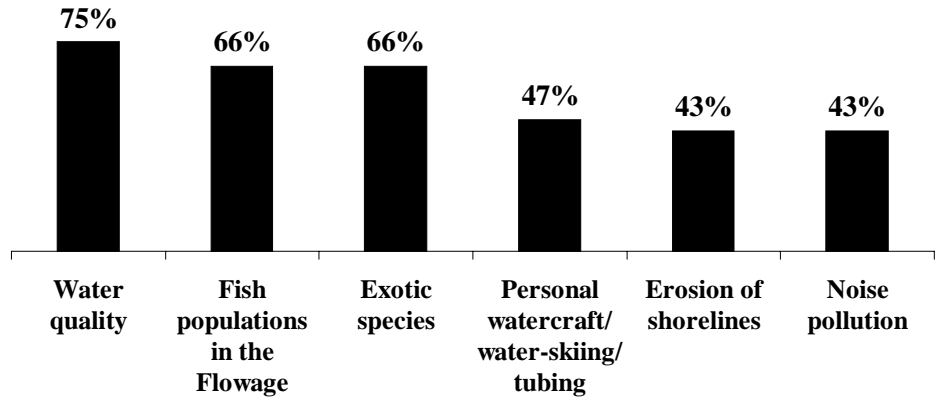 75%
66%
66%
47%
43%
43%
Water
quality
Fish
populations
in the
Flowage
Exotic
species
Personal
watercraft/
water-skiing/
tubing
Erosion of
shorelines
Noise
pollution